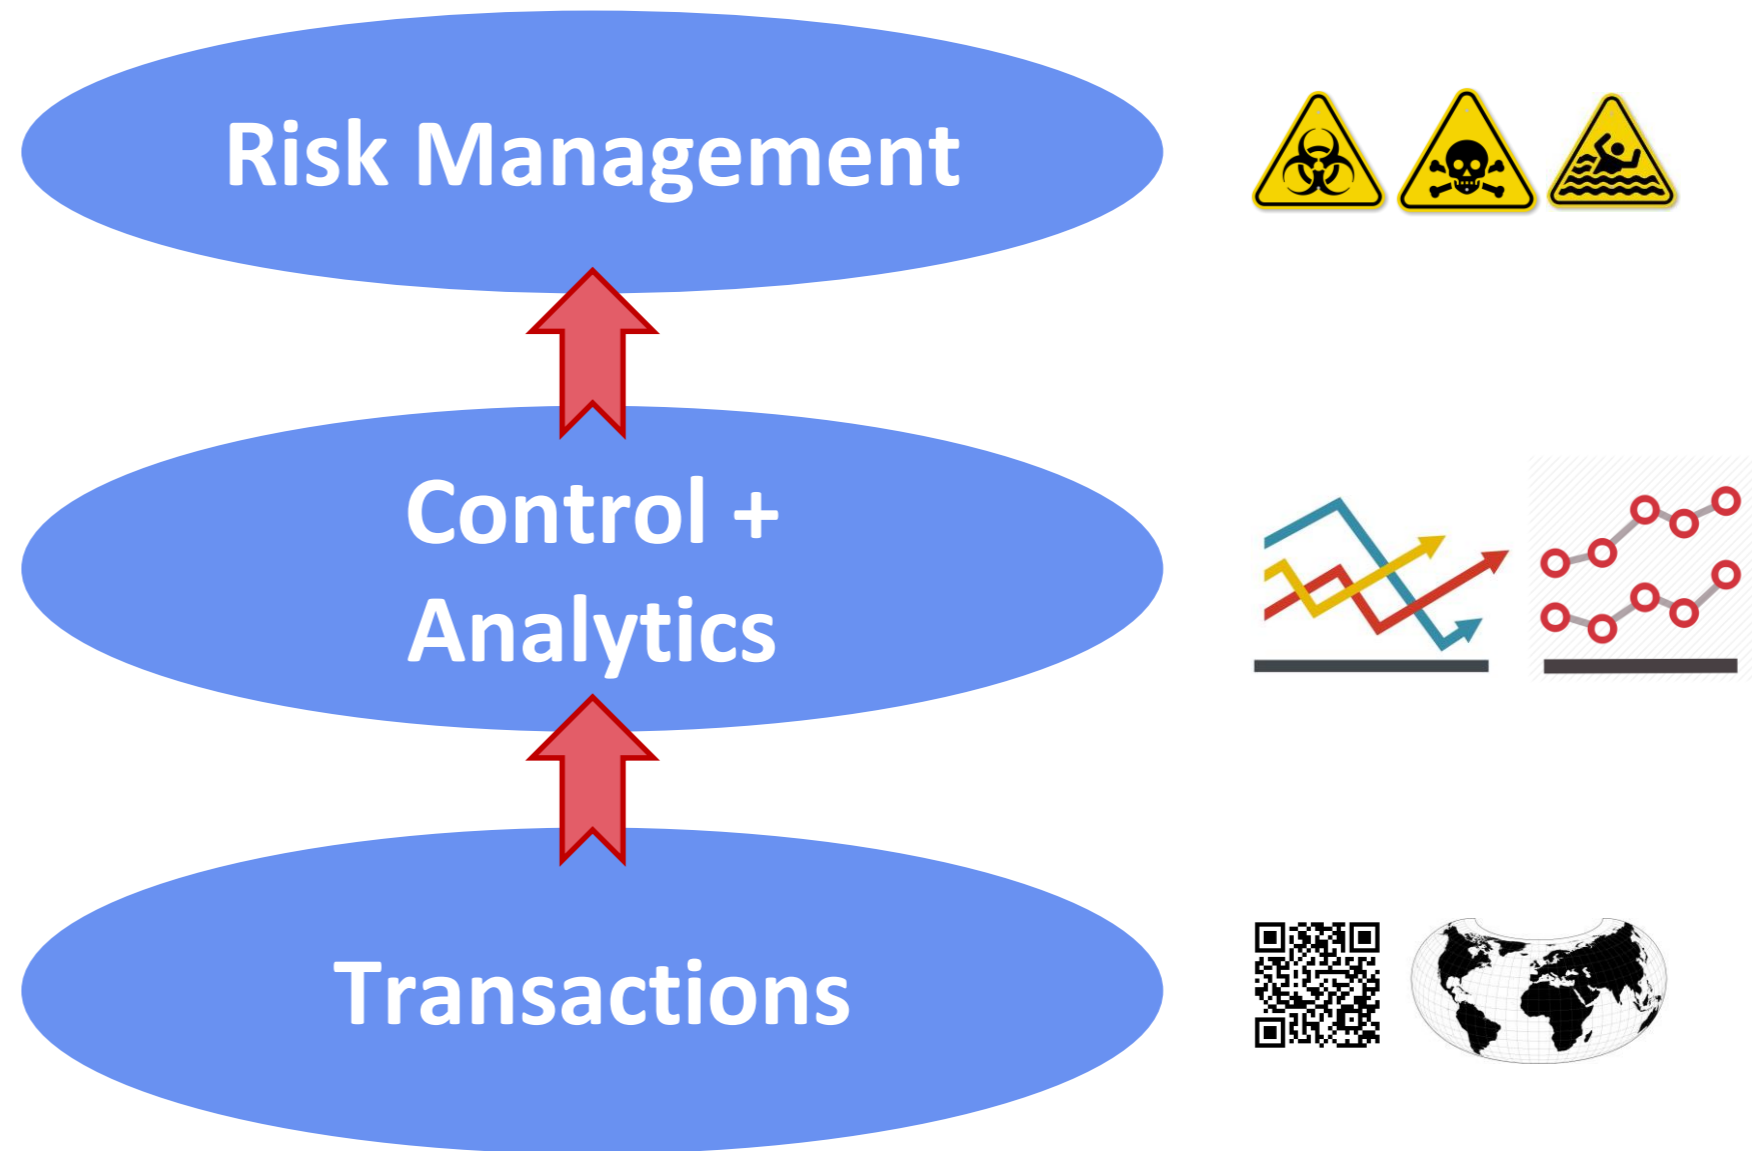 Risk Management
Control +
Analytics
Transactions